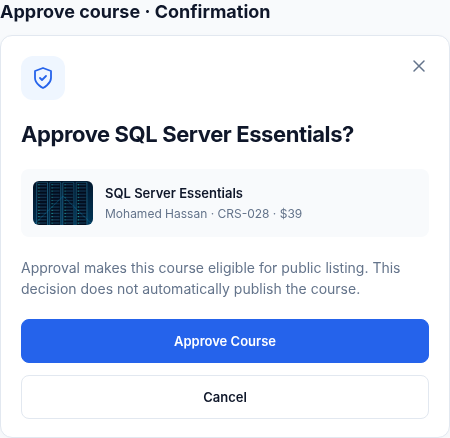 Approve course · Confirmation
Approve SQL Server Essentials?
SQL Server Essentials
Mohamed Hassan · CRS-028 · $39
Approval makes this course eligible for public listing. This
decision does not automatically publish the course.
Approve Course
Cancel